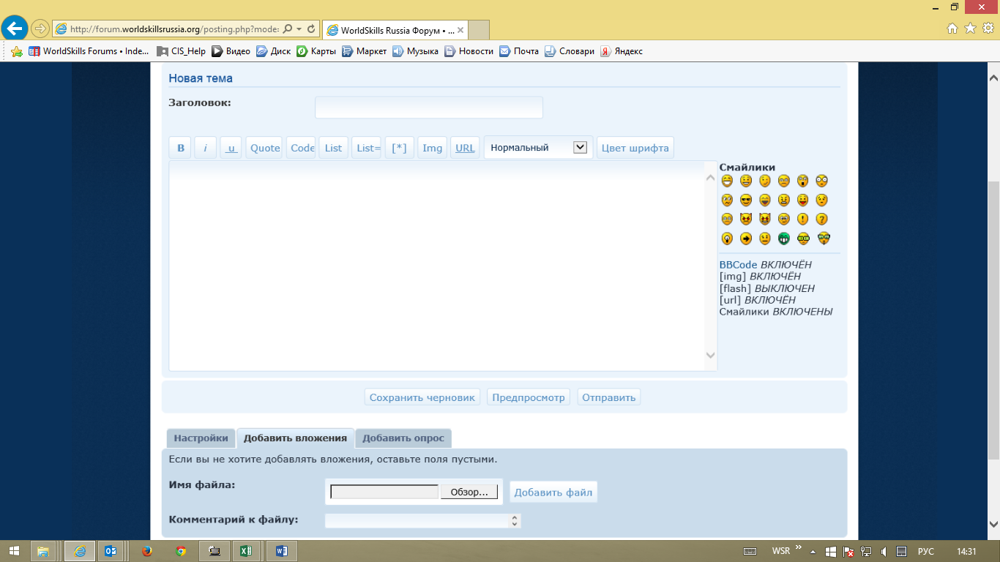 http://forum.worldskillsrussia.org/posting.php?mode=
WorldSkills Russia Форум • ...
WorldSkills Forums • Inde...
CIS_Help
Видео
Диск
Карты
Маркет
Музыка
Новости
Почта
Словари
Яндекс
Новая тема
Заголовок:
B i u Quote Code List List= [*] Img URL Нормальный Цвет шрифта
Смайлики
BBCode ВКЛЮЧЁН
[img] ВКЛЮЧЁН
[flash] ВЫКЛЮЧЕН
[url] ВКЛЮЧЁН
Смайлики ВКЛЮЧЕНЫ
Сохранить черновик Предпросмотр Отправить
Настройки Добавить вложения Добавить опрос
Если вы не хотите добавлять вложения, оставьте поля пустыми.
Имя файла: Обзор... Добавить файл
Комментарий к файлу:
WSR » РУС 14:31